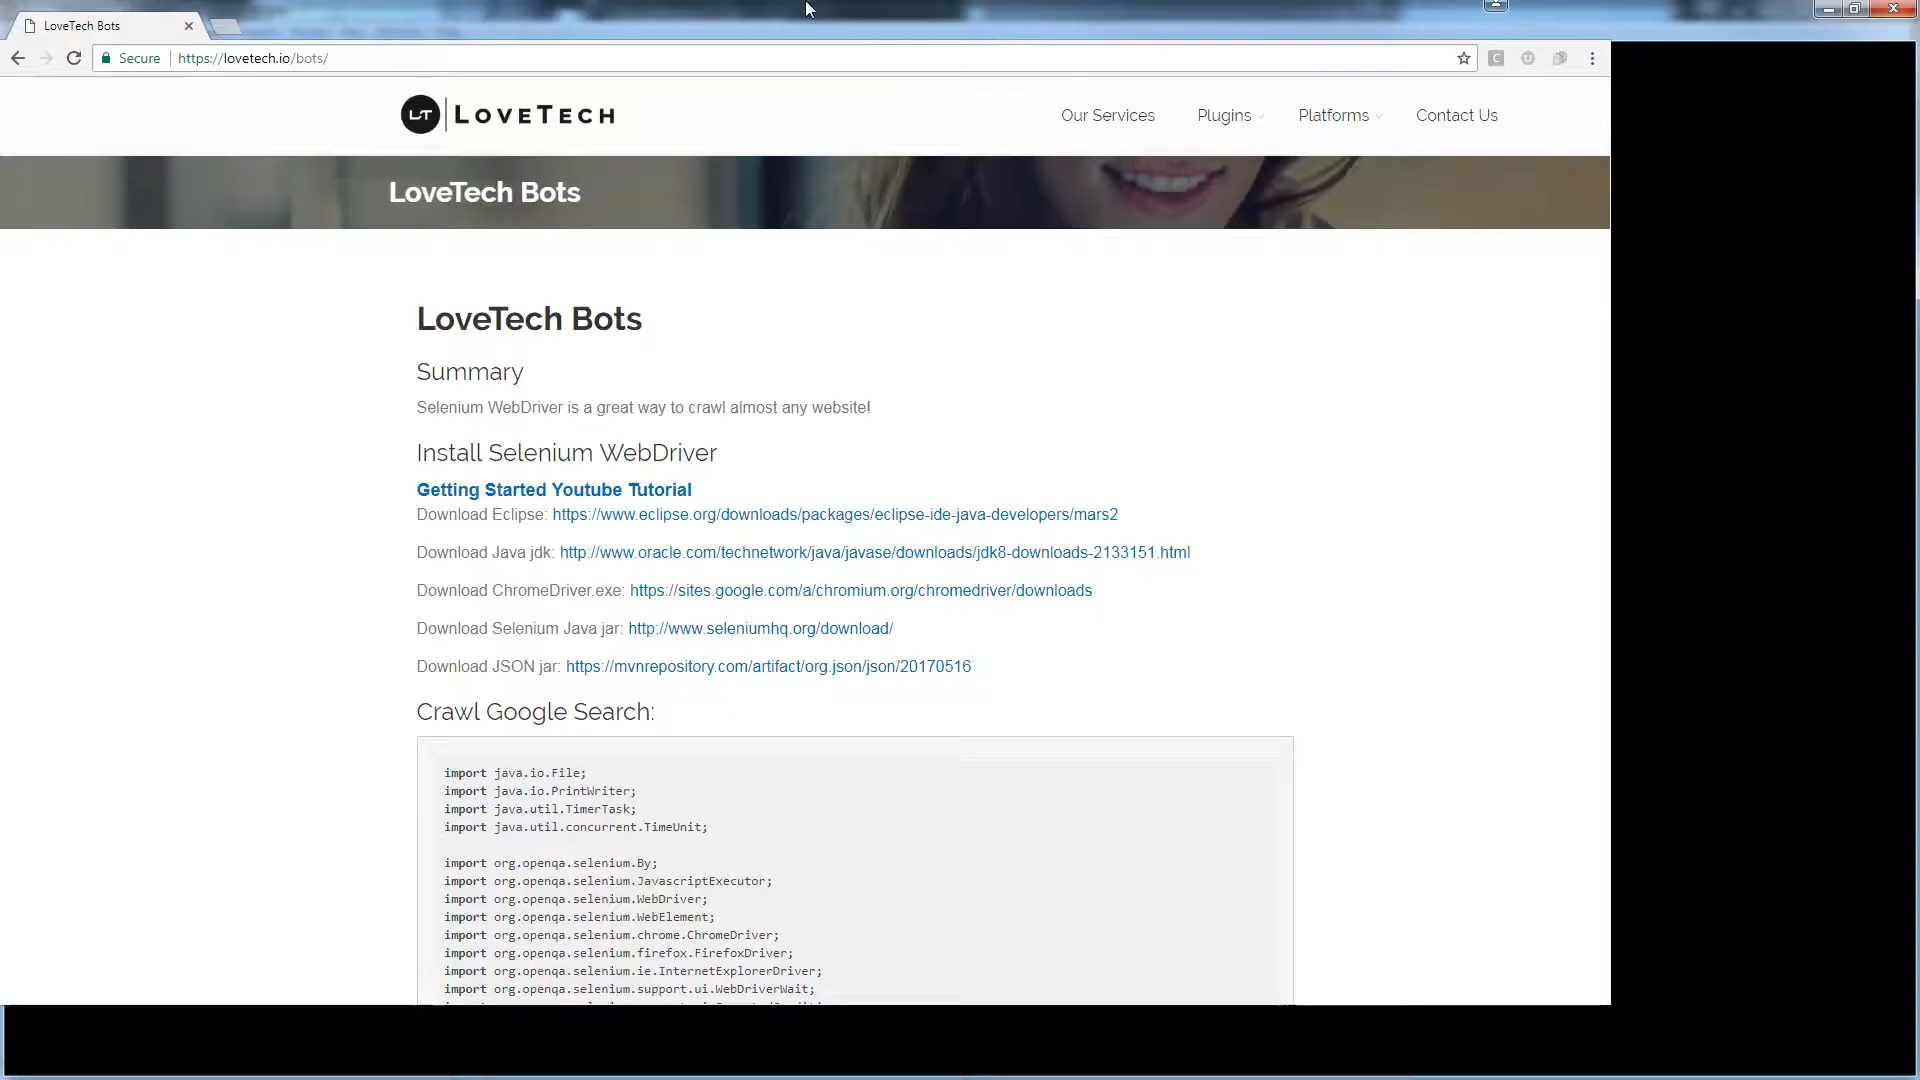 LoveTech Bots
Secure https://lovetech.io/bots/
LT LOVETECH
Our Services Plugins Platforms Contact Us
LoveTech Bots
LoveTech Bots
Summary
Selenium WebDriver is a great way to crawl almost any website!
Install Selenium WebDriver
Getting Started Youtube Tutorial
Download Eclipse: https://www.eclipse.org/downloads/packages/eclipse-ide-java-developers/mars2
Download Java jdk: http://www.oracle.com/technetwork/java/javase/downloads/jdk8-downloads-2133151.html
Download ChromeDriver.exe: https://sites.google.com/a/chromium.org/chromedriver/downloads
Download Selenium Java jar: http://www.seleniumhq.org/download/
Download JSON jar: https://mvnrepository.com/artifact/org.json/json/20170516
Crawl Google Search:
import java.io.File;
import java.io.PrintWriter;
import java.util.TimerTask;
import java.util.concurrent.TimeUnit;
import org.openqa.selenium.By;
import org.openqa.selenium.JavascriptExecutor;
import org.openqa.selenium.WebDriver;
import org.openqa.selenium.WebElement;
import org.openqa.selenium.chrome.ChromeDriver;
import org.openqa.selenium.firefox.FirefoxDriver;
import org.openqa.selenium.ie.InternetExplorerDriver;
import org.openqa.selenium.support.ui.WebDriverWait;